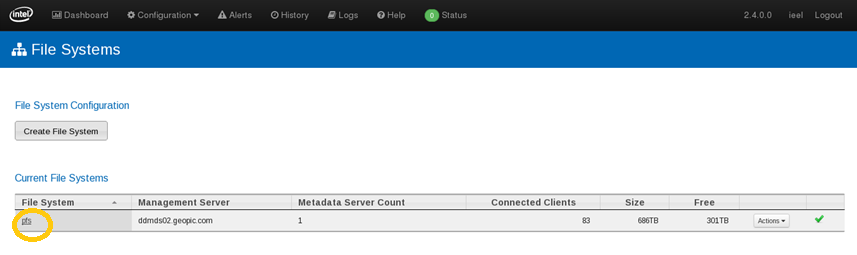 intel Dashboard Configuration Alerts History Logs Help 0 Status 2.4.0.0 ieel Logout
File Systems
File System Configuration
Create File System
Current File Systems
File System Management Server Metadata Server Count Connected Clients Size Free
pfs ddmds02.geopic.com 1 83 686TB 301TB Actions